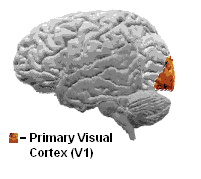 – Primary Visual
Cortex (V1)